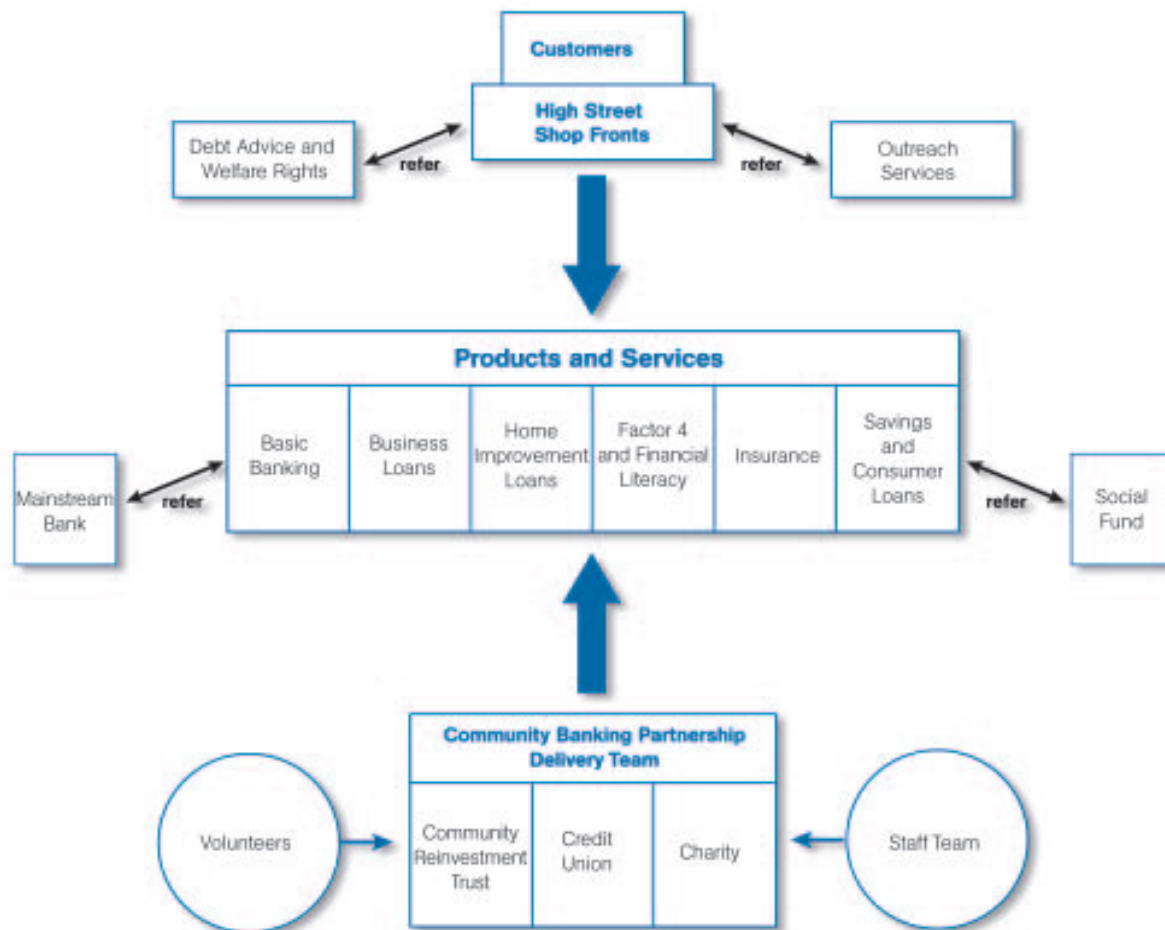 Customers
High Street
Shop Fronts
Debt Advice and
Welfare Rights
refer
refer
Outreach
Services
Products and Services
Basic
Banking
Business
Loans
Home
Improvement
Loans
Factor 4
and Financial
Literacy
Insurance
Savings
and
Consumer
Loans
Mainstream
Bank
refer
refer
Social
Fund
Community Banking Partnership
Delivery Team
Volunteers
Community
Reinvestment
Trust
Credit
Union
Charity
Staff Team